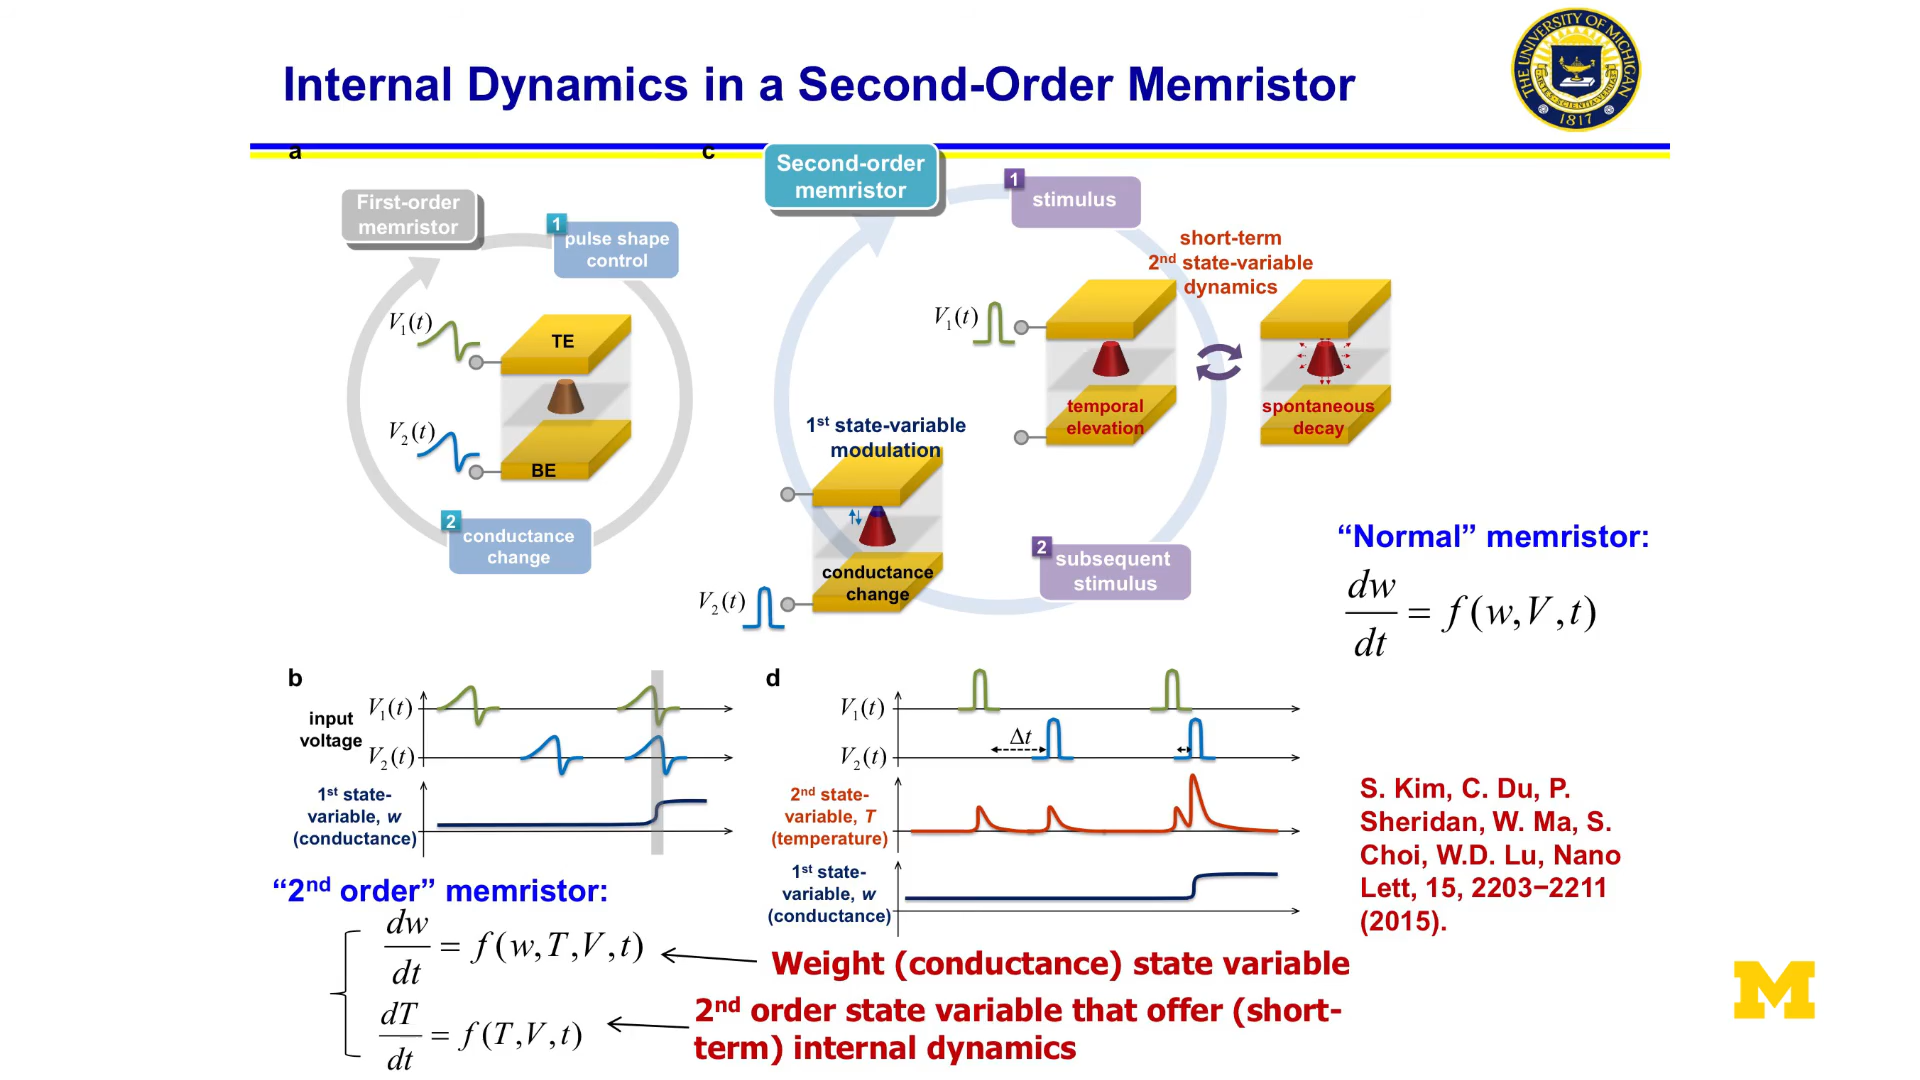 Internal Dynamics in a Second-Order Memristor
THE UNIVERSITY OF MICHIGAN
1817
a
First-order
memristor
1
pulse shape
control
V₁(t)
TE
V₂(t)
BE
2
conductance
change
c
Second-order
memristor
1
stimulus
short-term
2nd state-variable
dynamics
V₁(t)
temporal
elevation
spontaneous
decay
1st state-variable
modulation
conductance
change
V₂(t)
2
subsequent
stimulus
“Normal” memristor:
dw/dt = f(w,V,t)
b
input
voltage
V₁(t)
V₂(t)
1st state-
variable, w
(conductance)
d
V₁(t)
Δt
V₂(t)
2nd state-
variable, T
(temperature)
1st state-
variable, w
(conductance)
S. Kim, C. Du, P.
Sheridan, W. Ma, S.
Choi, W.D. Lu, Nano
Lett, 15, 2203−2211
(2015).
“2nd order” memristor:
dw/dt = f(w,T,V,t)
Weight (conductance) state variable
dT/dt = f(T,V,t)
2nd order state variable that offer (short-
term) internal dynamics
M